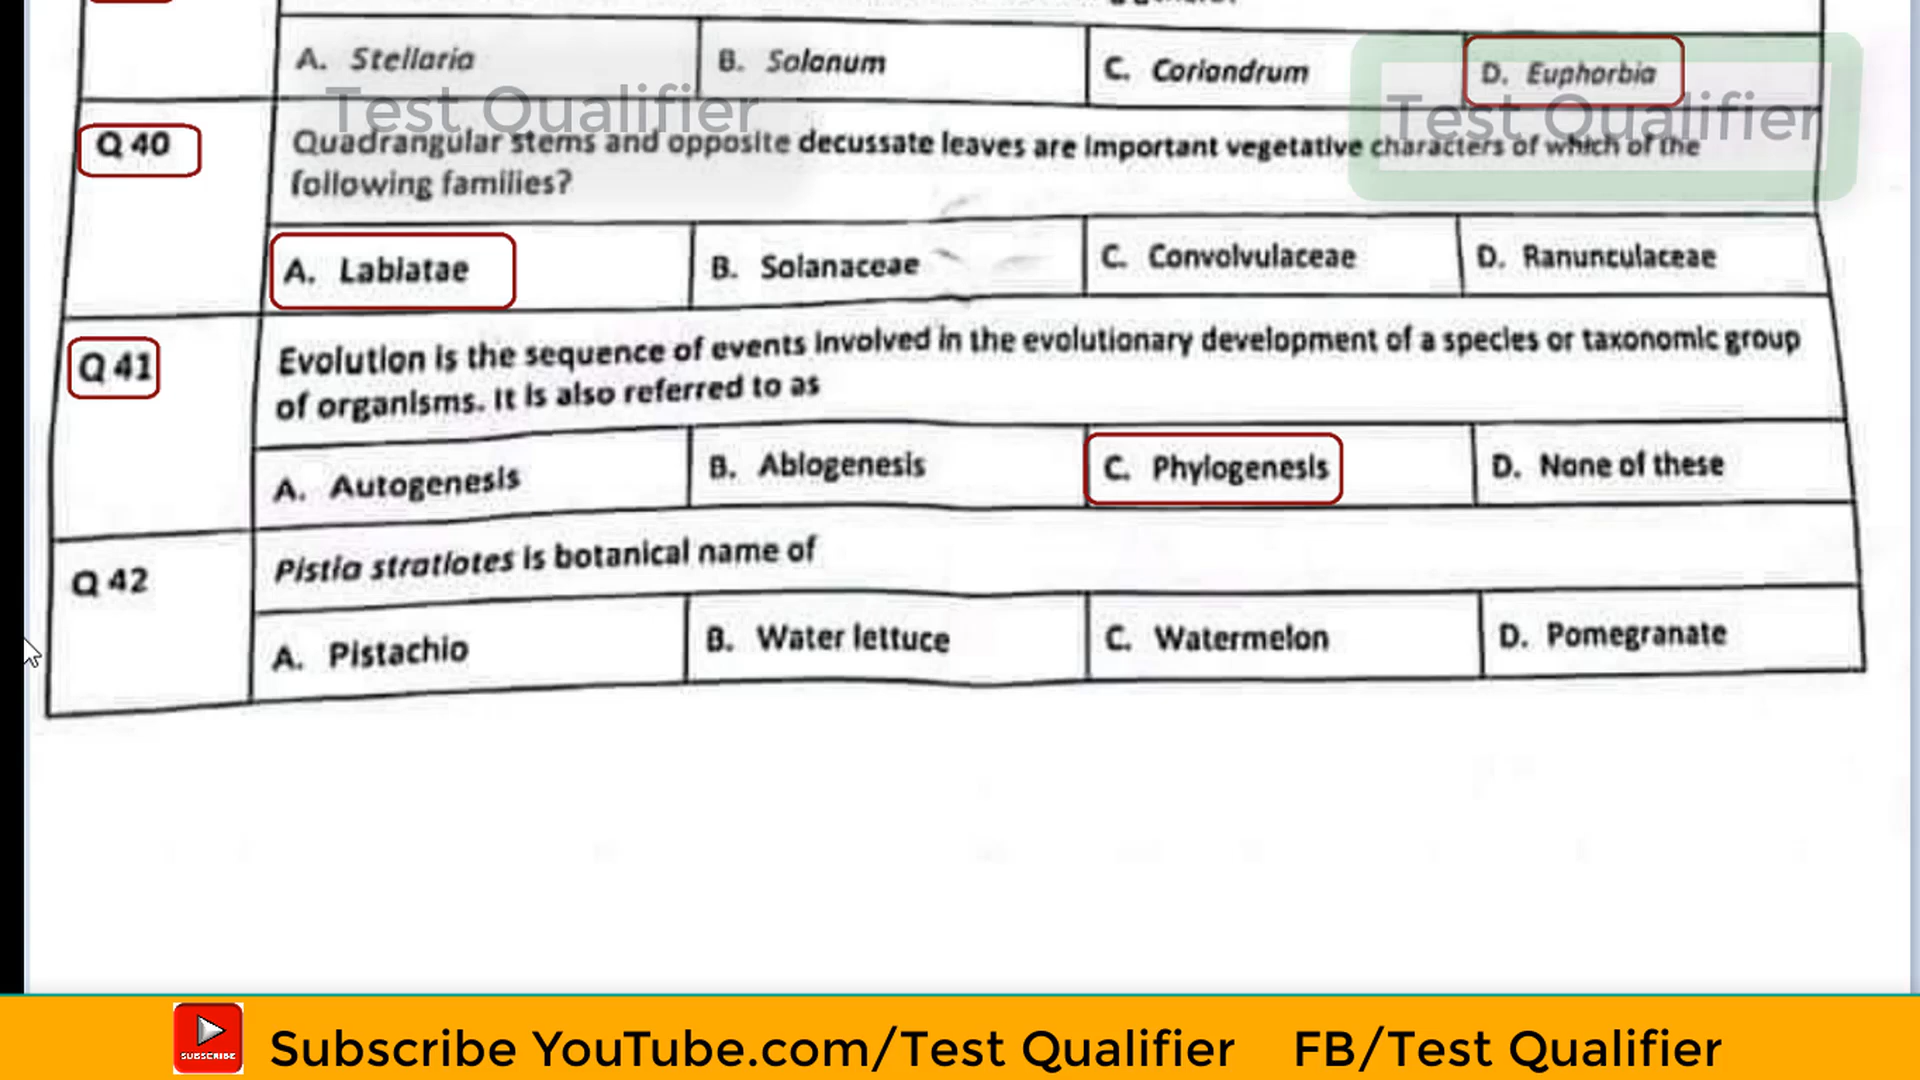 A. Stellaria B. Solanum C. Coriandrum D. Euphorbia
Test Qualifier Test Qualifier
Q 40 Quadrangular stems and opposite decussate leaves are important vegetative characters of which of the
following families?
A. Labiatae B. Solanaceae C. Convolvulaceae D. Ranunculaceae
Q 41 Evolution is the sequence of events involved in the evolutionary development of a species or taxonomic group
of organisms. It is also referred to as
A. Autogenesis B. Abiogenesis C. Phylogenesis D. None of these
Q 42 Pistia stratiotes is botanical name of
A. Pistachio B. Water lettuce C. Watermelon D. Pomegranate
SUBSCRIBE Subscribe YouTube.com/Test Qualifier FB/Test Qualifier